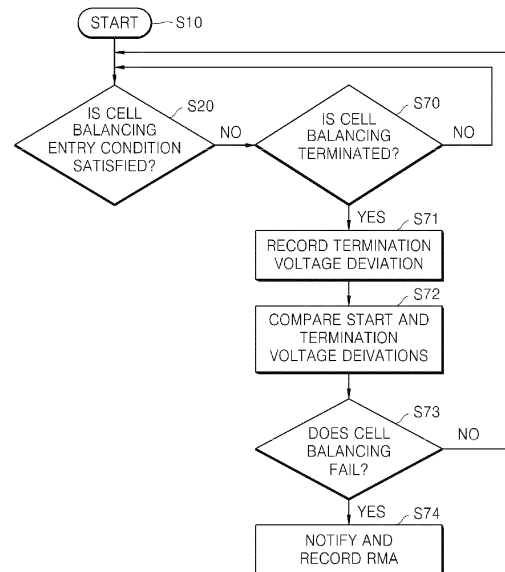 START
S10
S20
IS CELL
BALANCING
ENTRY CONDITION
SATISFIED?
NO
S70
IS CELL
BALANCING
TERMINATED?
NO
YES
S71
RECORD TERMINATION
VOLTAGE DEVIATION
S72
COMPARE START AND
TERMINATION
VOLTAGE DEIVATIONS
S73
DOES CELL
BALANCING
FAIL?
NO
YES
S74
NOTIFY AND
RECORD RMA